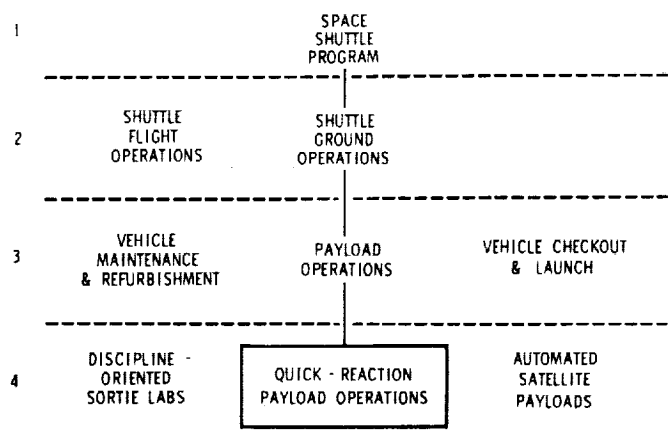 1
SPACE
SHUTTLE
PROGRAM
2
SHUTTLE
FLIGHT
OPERATIONS
SHUTTLE
GROUND
OPERATIONS
3
VEHICLE
MAINTENANCE
& REFURBISHMENT
PAYLOAD
OPERATIONS
VEHICLE CHECKOUT
& LAUNCH
4
DISCIPLINE -
ORIENTED
SORTIE LABS
QUICK - REACTION
PAYLOAD OPERATIONS
AUTOMATED
SATELLITE
PAYLOADS